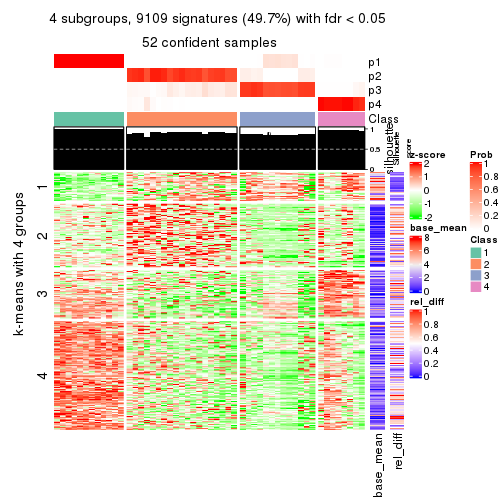 4 subgroups, 9109 signatures (49.7%) with fdr < 0.05
52 confident samples
p1
p2
p3
p4
Class
1
0.5
0
silhouette
Silhouette
score
k-means with 4 groups
1
2
3
4
base_mean
rel_diff
z-score
2
1
0
-1
-2
base_mean
8
6
4
2
0
rel_diff
1
0.8
0.6
0.4
0.2
0
Prob
1
0.8
0.6
0.4
0.2
0
Class
1
2
3
4